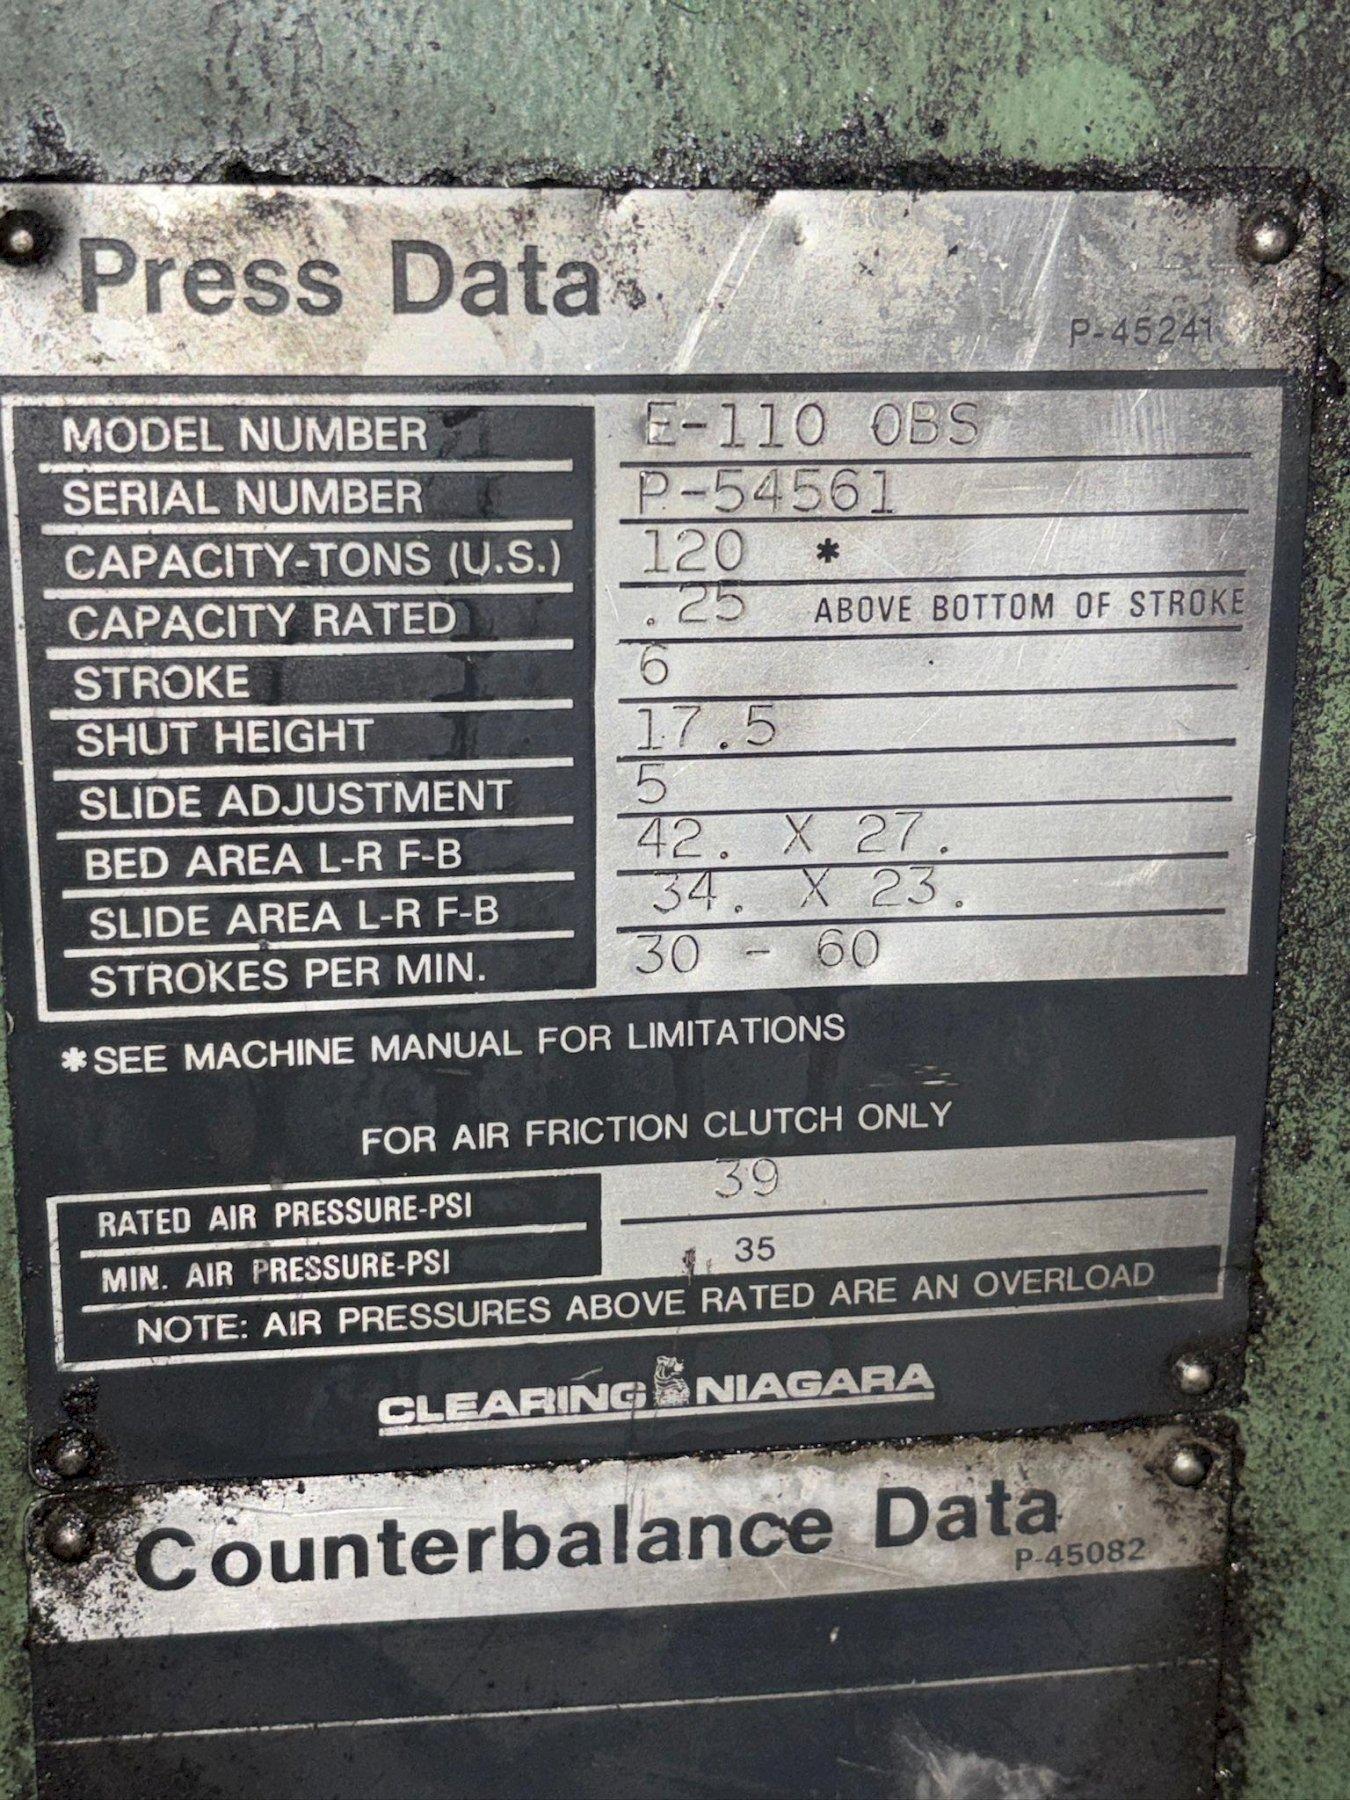 Press Data
P-45241
MODEL NUMBER E-110 OBS
SERIAL NUMBER P-54561
CAPACITY-TONS (U.S.) 120 *
CAPACITY RATED .25 ABOVE BOTTOM OF STROKE
STROKE 6
SHUT HEIGHT 17.5
SLIDE ADJUSTMENT 5
BED AREA L-R F-B 42. X 27.
SLIDE AREA L-R F-B 34. X 23.
STROKES PER MIN. 30 - 60
*SEE MACHINE MANUAL FOR LIMITATIONS
FOR AIR FRICTION CLUTCH ONLY
RATED AIR PRESSURE-PSI 39
MIN. AIR PRESSURE-PSI 35
NOTE: AIR PRESSURES ABOVE RATED ARE AN OVERLOAD
CLEARING NIAGARA
Counterbalance Data
P-45082